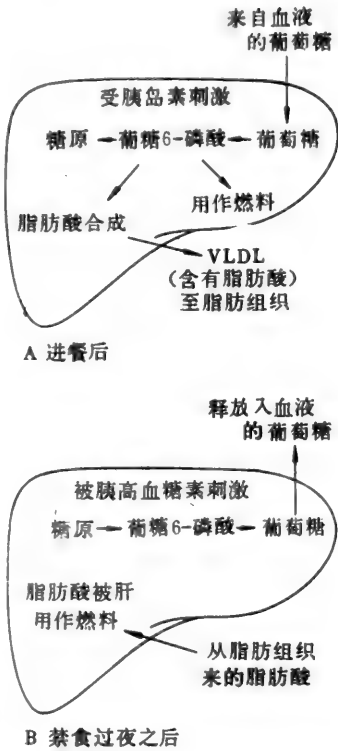 来自血液
的葡萄糖
受胰岛素刺激
糖原 ← 葡糖6-磷酸 ← 葡萄糖
脂肪酸合成
用作燃料
VLDL
(含有脂肪酸)
至脂肪组织
A 进餐后
释放入血液
的葡萄糖
被胰高血糖素刺激
糖原 → 葡糖6-磷酸 → 葡萄糖
脂肪酸被肝
用作燃料
从脂肪组织
来的脂肪酸
B 禁食过夜之后